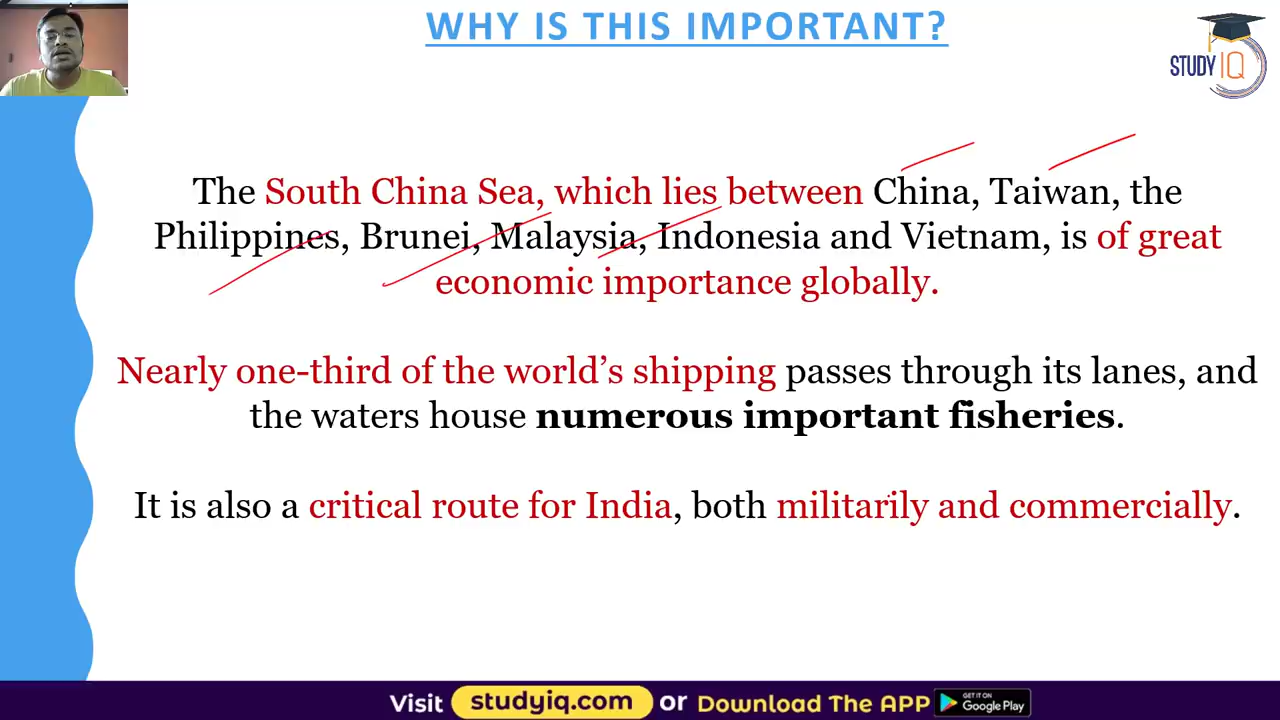 WHY IS THIS IMPORTANT?
STUDY IQ
The South China Sea, which lies between China, Taiwan, the
Philippines, Brunei, Malaysia, Indonesia and Vietnam, is of great
economic importance globally.
Nearly one-third of the world’s shipping passes through its lanes, and
the waters house numerous important fisheries.
It is also a critical route for India, both militarily and commercially.
Visit studyiq.com or Download The APP GET IT ON Google Play